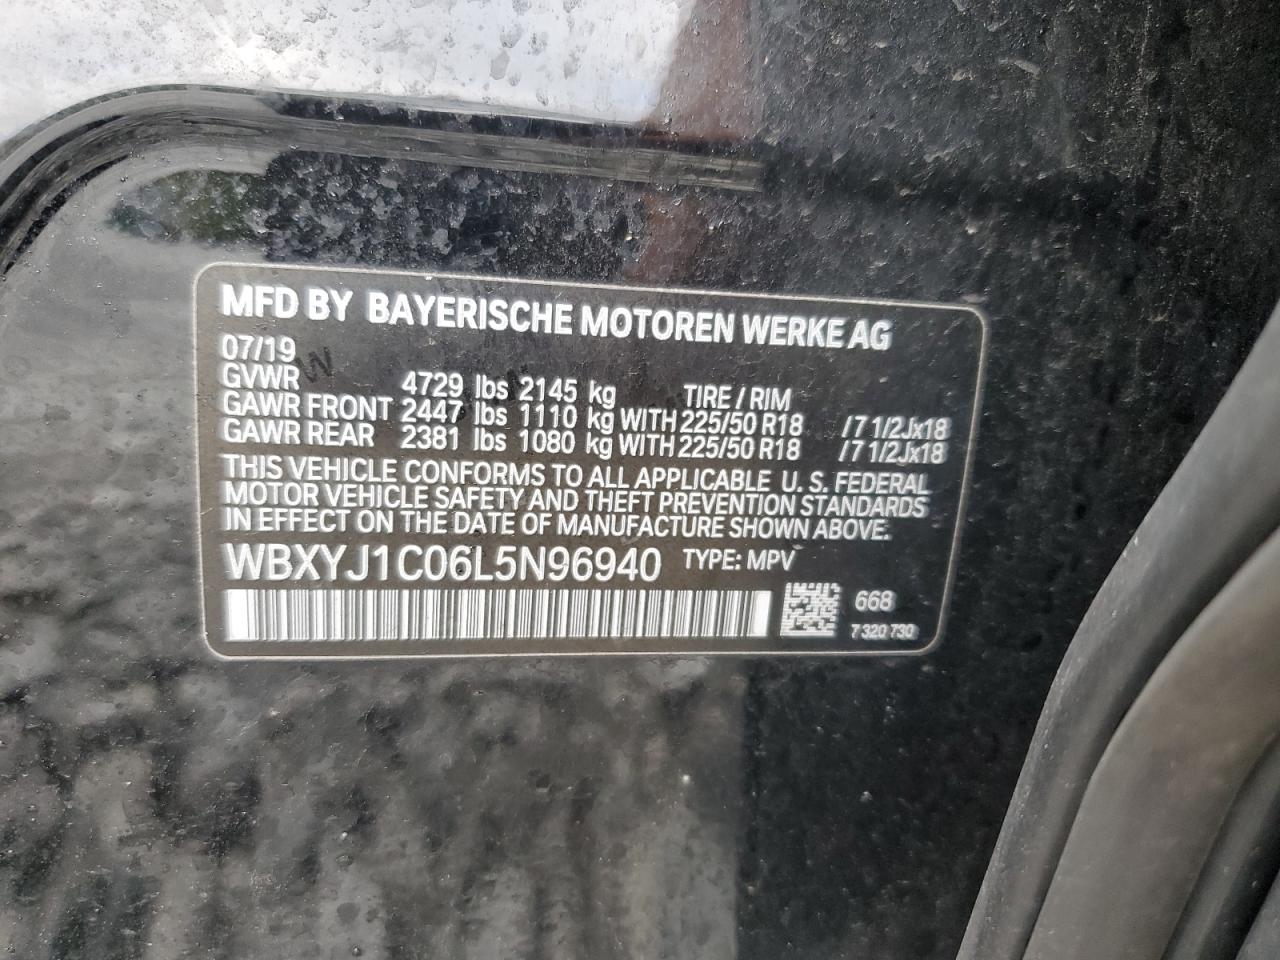 MFD BY BAYERISCHE MOTOREN WERKE AG
07/19
W
GVWR 4729 lbs 2145 kg TIRE / RIM
GAWR FRONT 2447 lbs 1110 kg WITH 225/50 R18 /7 1/2Jx18
GAWR REAR 2381 lbs 1080 kg WITH 225/50 R18 /7 1/2Jx18
THIS VEHICLE CONFORMS TO ALL APPLICABLE U. S. FEDERAL
MOTOR VEHICLE SAFETY AND THEFT PREVENTION STANDARDS
IN EFFECT ON THE DATE OF MANUFACTURE SHOWN ABOVE.
WBXYJ1C06L5N96940 TYPE: MPV
668
7 320 730